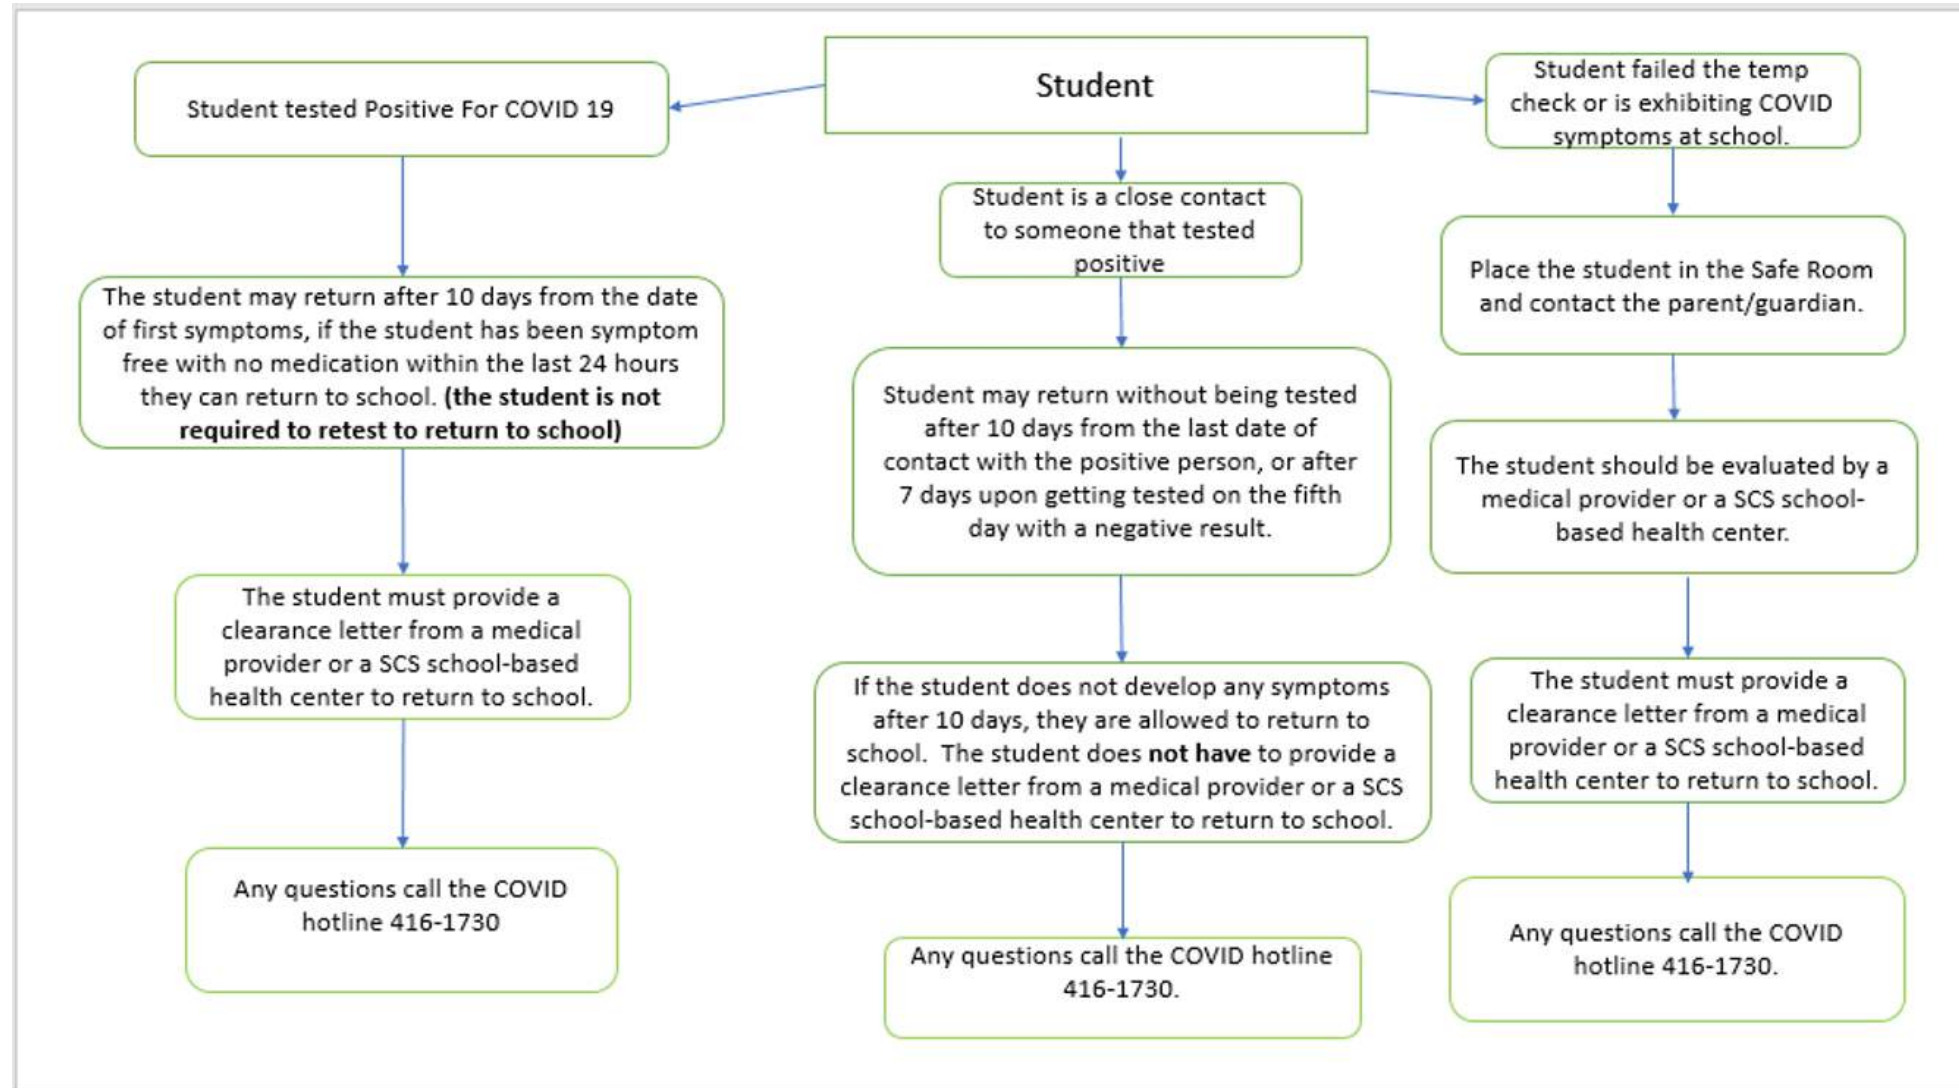 Student
Student tested Positive For COVID 19
The student may return after 10 days from the date
of first symptoms, if the student has been symptom
free with no medication within the last 24 hours
they can return to school. (the student is not
required to retest to return to school)
The student must provide a
clearance letter from a medical
provider or a SCS school-based
health center to return to school.
Any questions call the COVID
hotline 416-1730
Student is a close contact
to someone that tested
positive
Student may return without being tested
after 10 days from the last date of
contact with the positive person, or after
7 days upon getting tested on the fifth
day with a negative result.
If the student does not develop any symptoms
after 10 days, they are allowed to return to
school.  The student does not have to provide a
clearance letter from a medical provider or a SCS
school-based health center to return to school.
Any questions call the COVID hotline
416-1730.
Student failed the temp
check or is exhibiting COVID
symptoms at school.
Place the student in the Safe Room
and contact the parent/guardian.
The student should be evaluated by a
medical provider or a SCS school-
based health center.
The student must provide a
clearance letter from a medical
provider or a SCS school-based
health center to return to school.
Any questions call the COVID
hotline 416-1730.